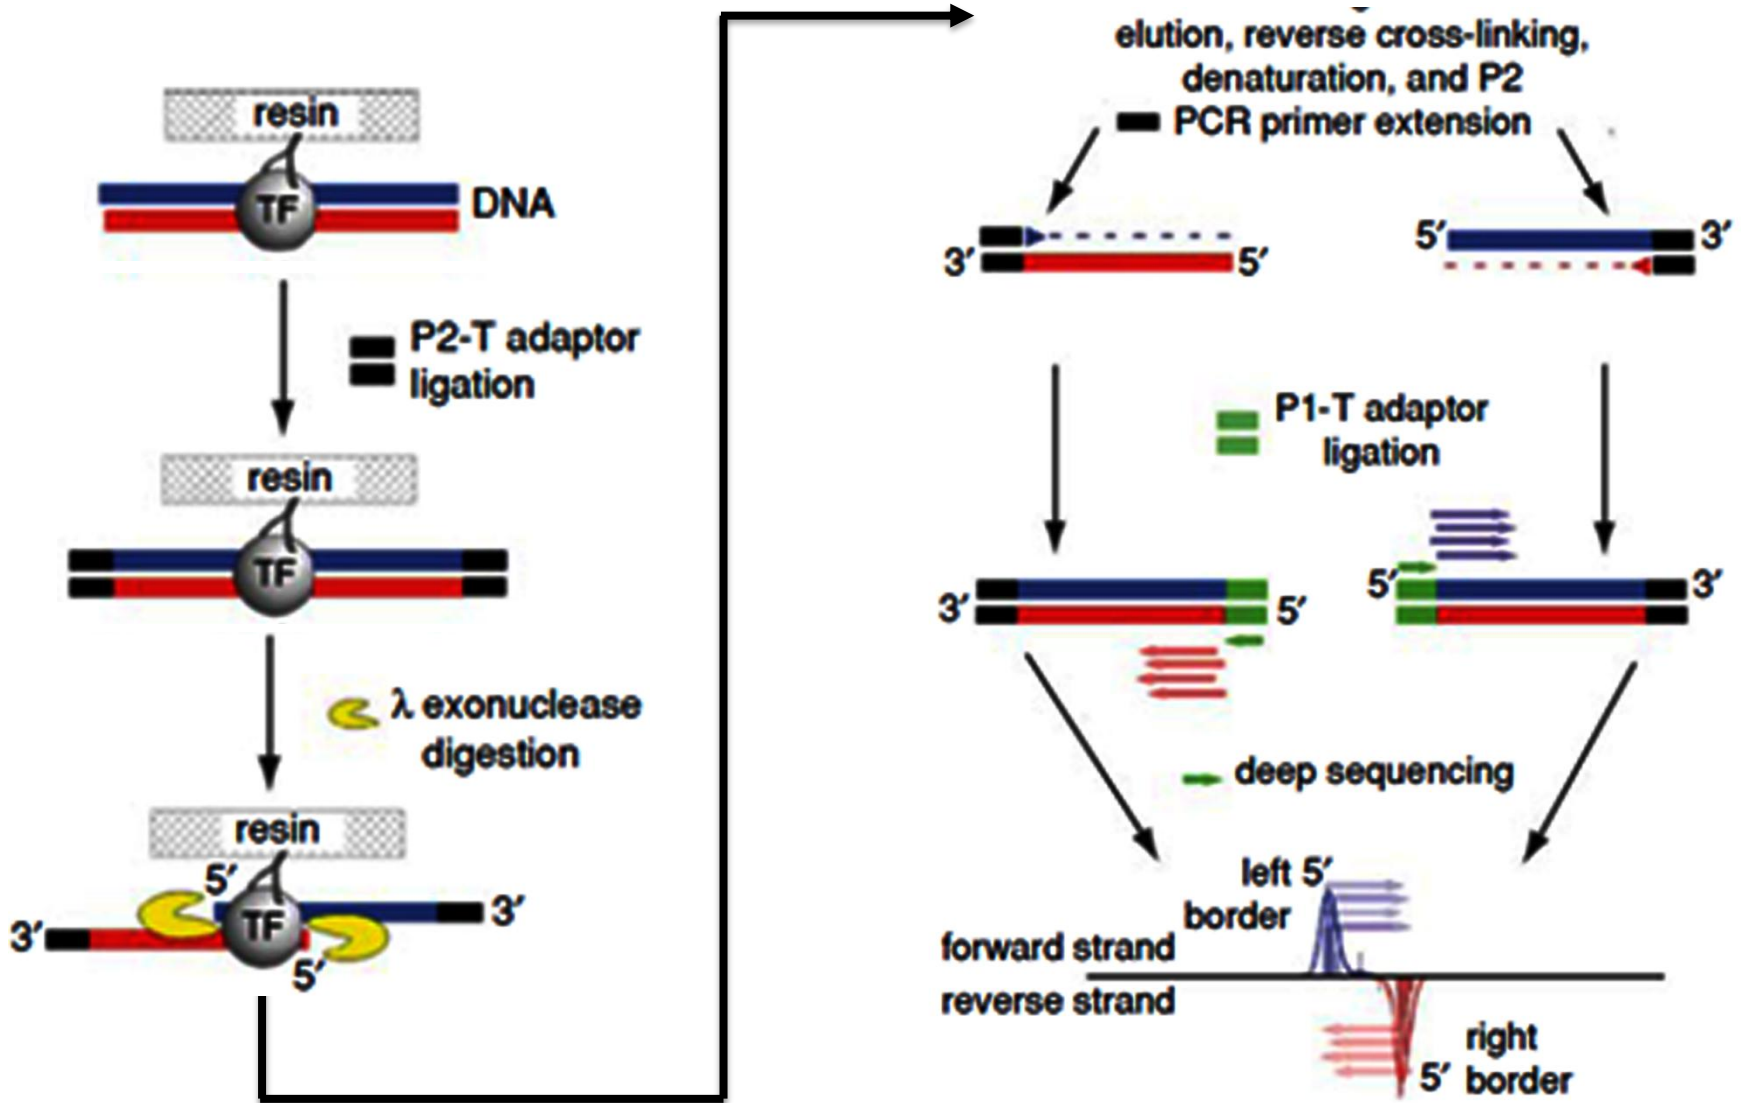 resin
TF
DNA
P2-T adaptor
ligation
resin
TF
λ exonuclease
digestion
resin
5′
TF
3′
3′
5′
elution, reverse cross-linking,
denaturation, and P2
PCR primer extension
5′
3′
3′
5′
P1-T adaptor
ligation
5′
3′
3′
5′
deep sequencing
left 5′
border
forward strand
reverse strand
right
5′ border